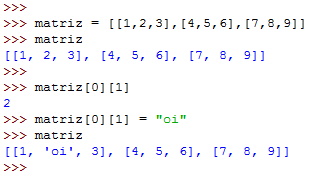 >>>
>>> matriz = [[1,2,3],[4,5,6],[7,8,9]]
>>> matriz
[[1, 2, 3], [4, 5, 6], [7, 8, 9]]
>>>
>>> matriz[0][1]
2
>>> matriz[0][1] = "oi"
>>> matriz
[[1, 'oi', 3], [4, 5, 6], [7, 8, 9]]
>>>